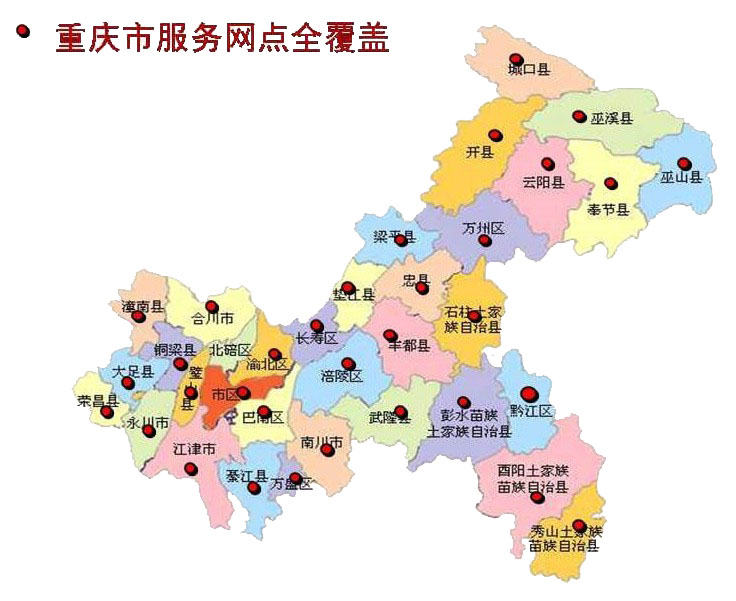 重庆市服务网点全覆盖
城口县
巫溪县
开县
云阳县
巫山县
奉节县
万州区
梁平县
忠县
垫江县
石柱土家
族自治县
潼南县
合川市
长寿区
丰都县
铜梁县
北碚区
渝北区
大足县
璧
山
县
涪陵区
市区
荣昌县
永川市
巴南区
武隆县
彭水苗族
土家族自治县
黔江区
江津市
南川市
綦江县
万盛区
酉阳土家族
苗族自治县
秀山土家族
苗族自治县